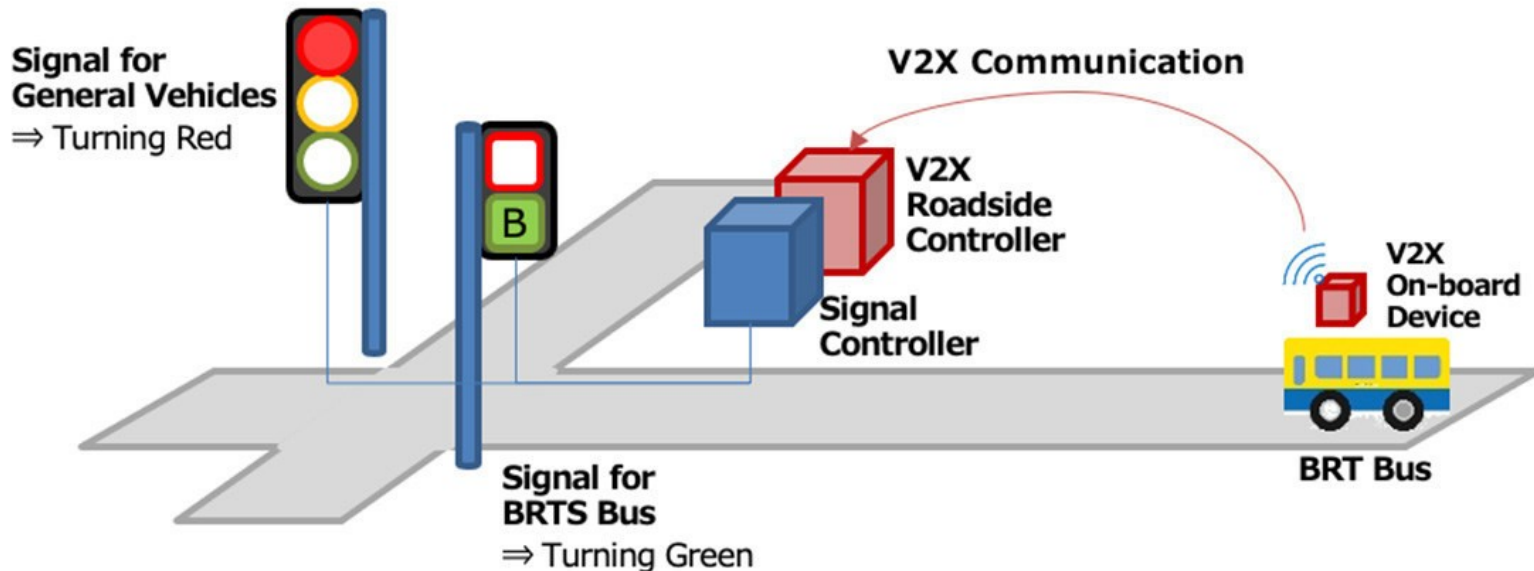 Signal for
General Vehicles
⇒ Turning Red
V2X Communication
B
V2X
Roadside
Controller
Signal
Controller
V2X
On-board
Device
BRT Bus
Signal for
BRTS Bus
⇒ Turning Green